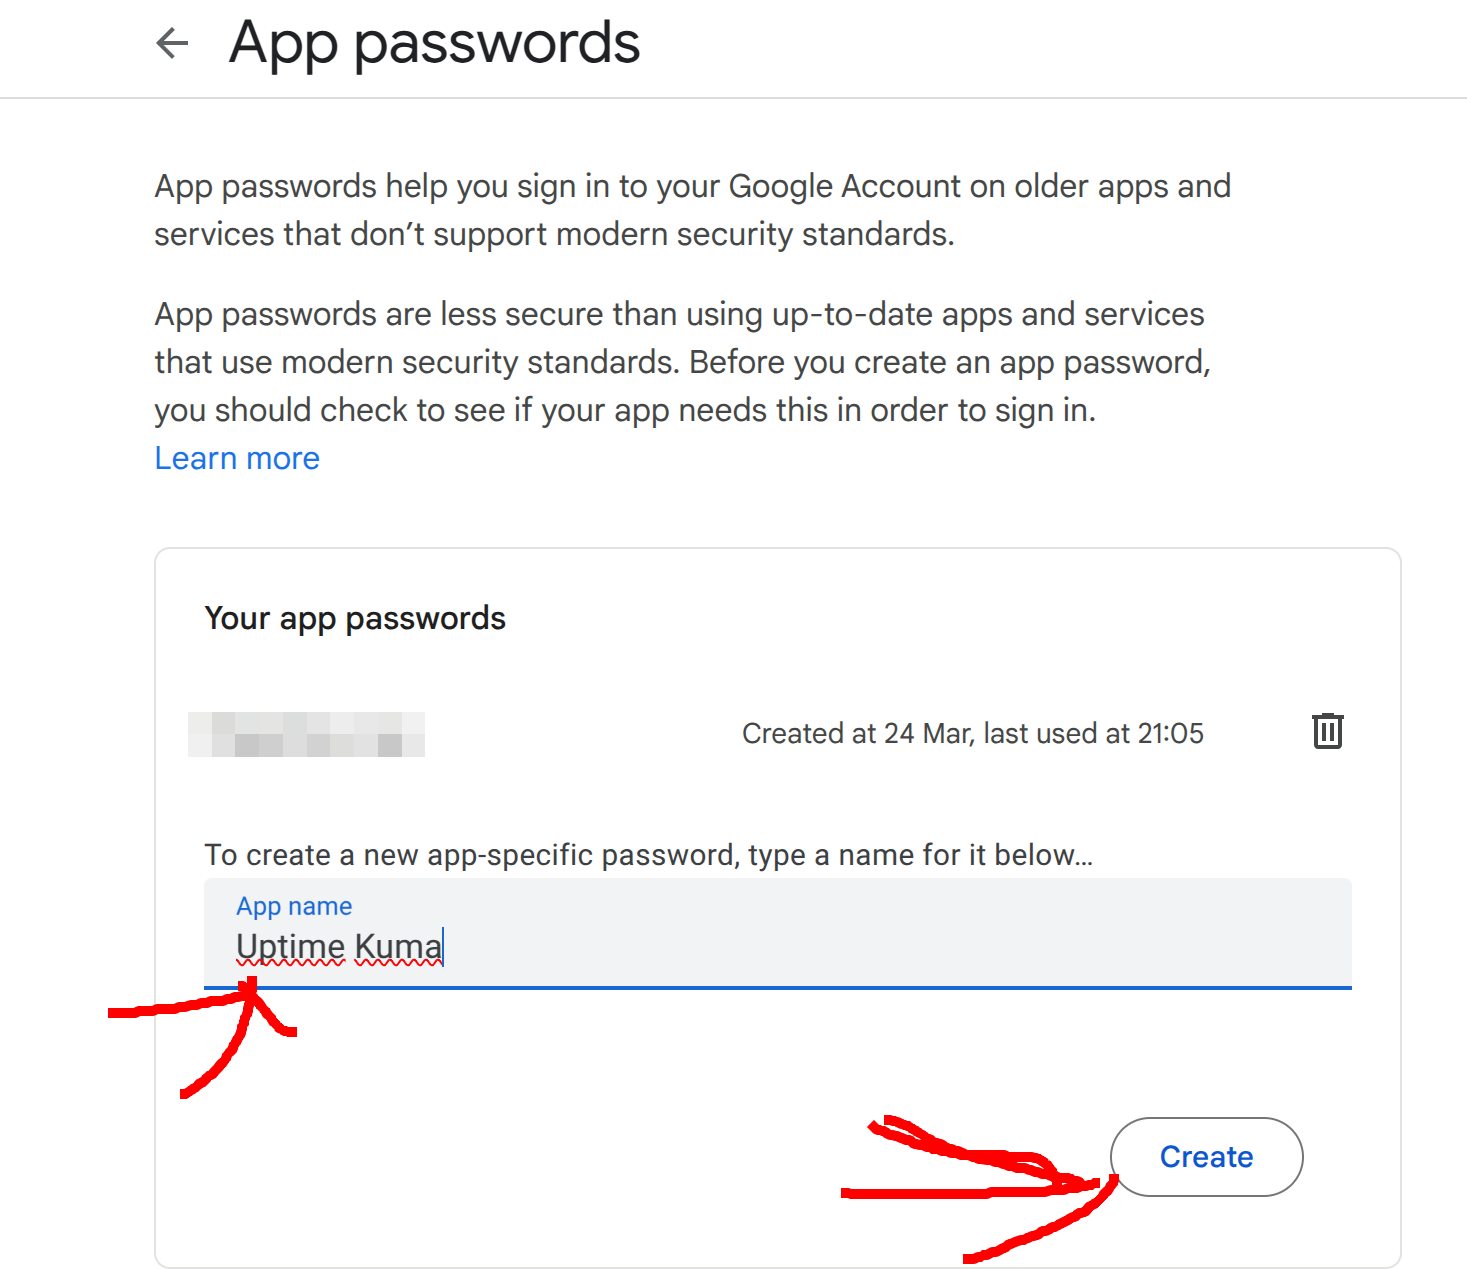 App passwords
App passwords help you sign in to your Google Account on older apps and
services that don’t support modern security standards.
App passwords are less secure than using up-to-date apps and services
that use modern security standards. Before you create an app password,
you should check to see if your app needs this in order to sign in.
Learn more
Your app passwords
Created at 24 Mar, last used at 21:05
To create a new app-specific password, type a name for it below…
App name
Uptime Kuma
Create